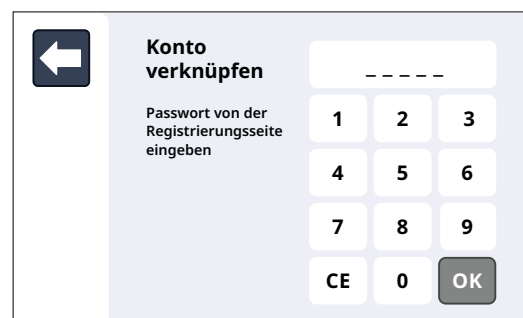 Konto
verknüpfen
Passwort von der
Registrierungsseite
eingeben
_ _ _ _ _
1 2 3
4 5 6
7 8 9
CE 0 OK